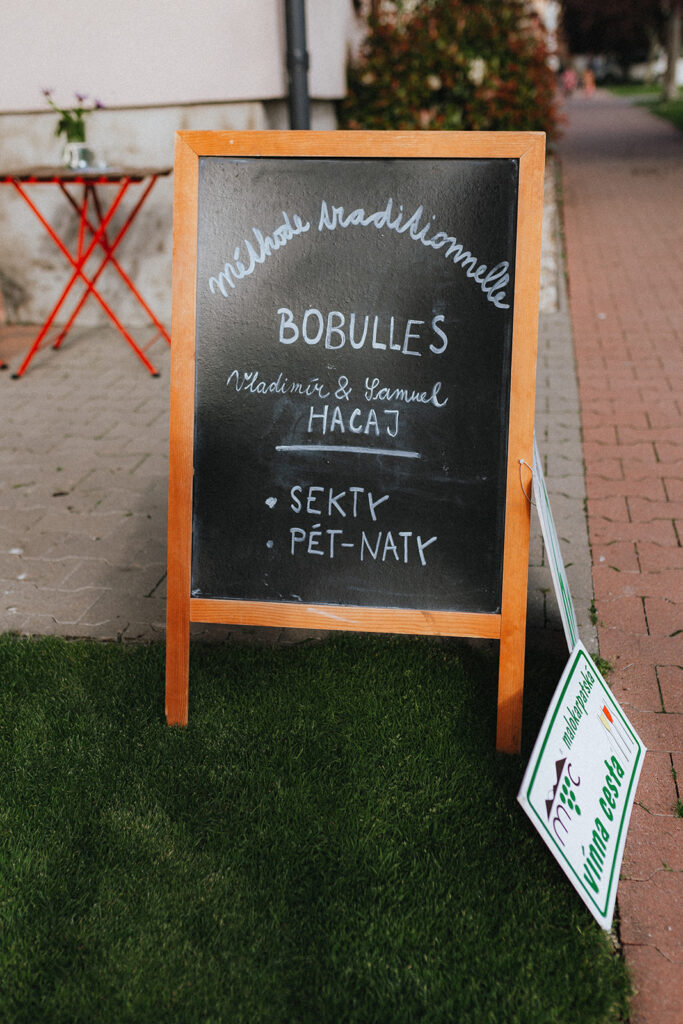 méthode traditionnelle
BOBULLES
Vladimír & Samuel
HACAJ
• SEKTY
• PÉT-NATY
malokarpatská
vínna cesta